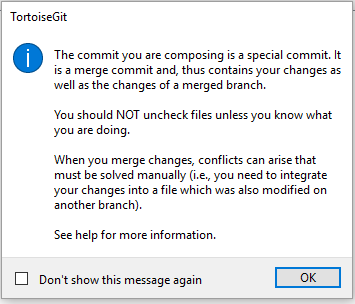 TortoiseGit
The commit you are composing is a special commit. It
is a merge commit and, thus contains your changes as
well as the changes of a merged branch.
You should NOT uncheck files unless you know what
you are doing.
When you merge changes, conflicts can arise that
must be solved manually (i.e., you need to integrate
your changes into a file which was also modified on
another branch).
See help for more information.
Don't show this message again
OK